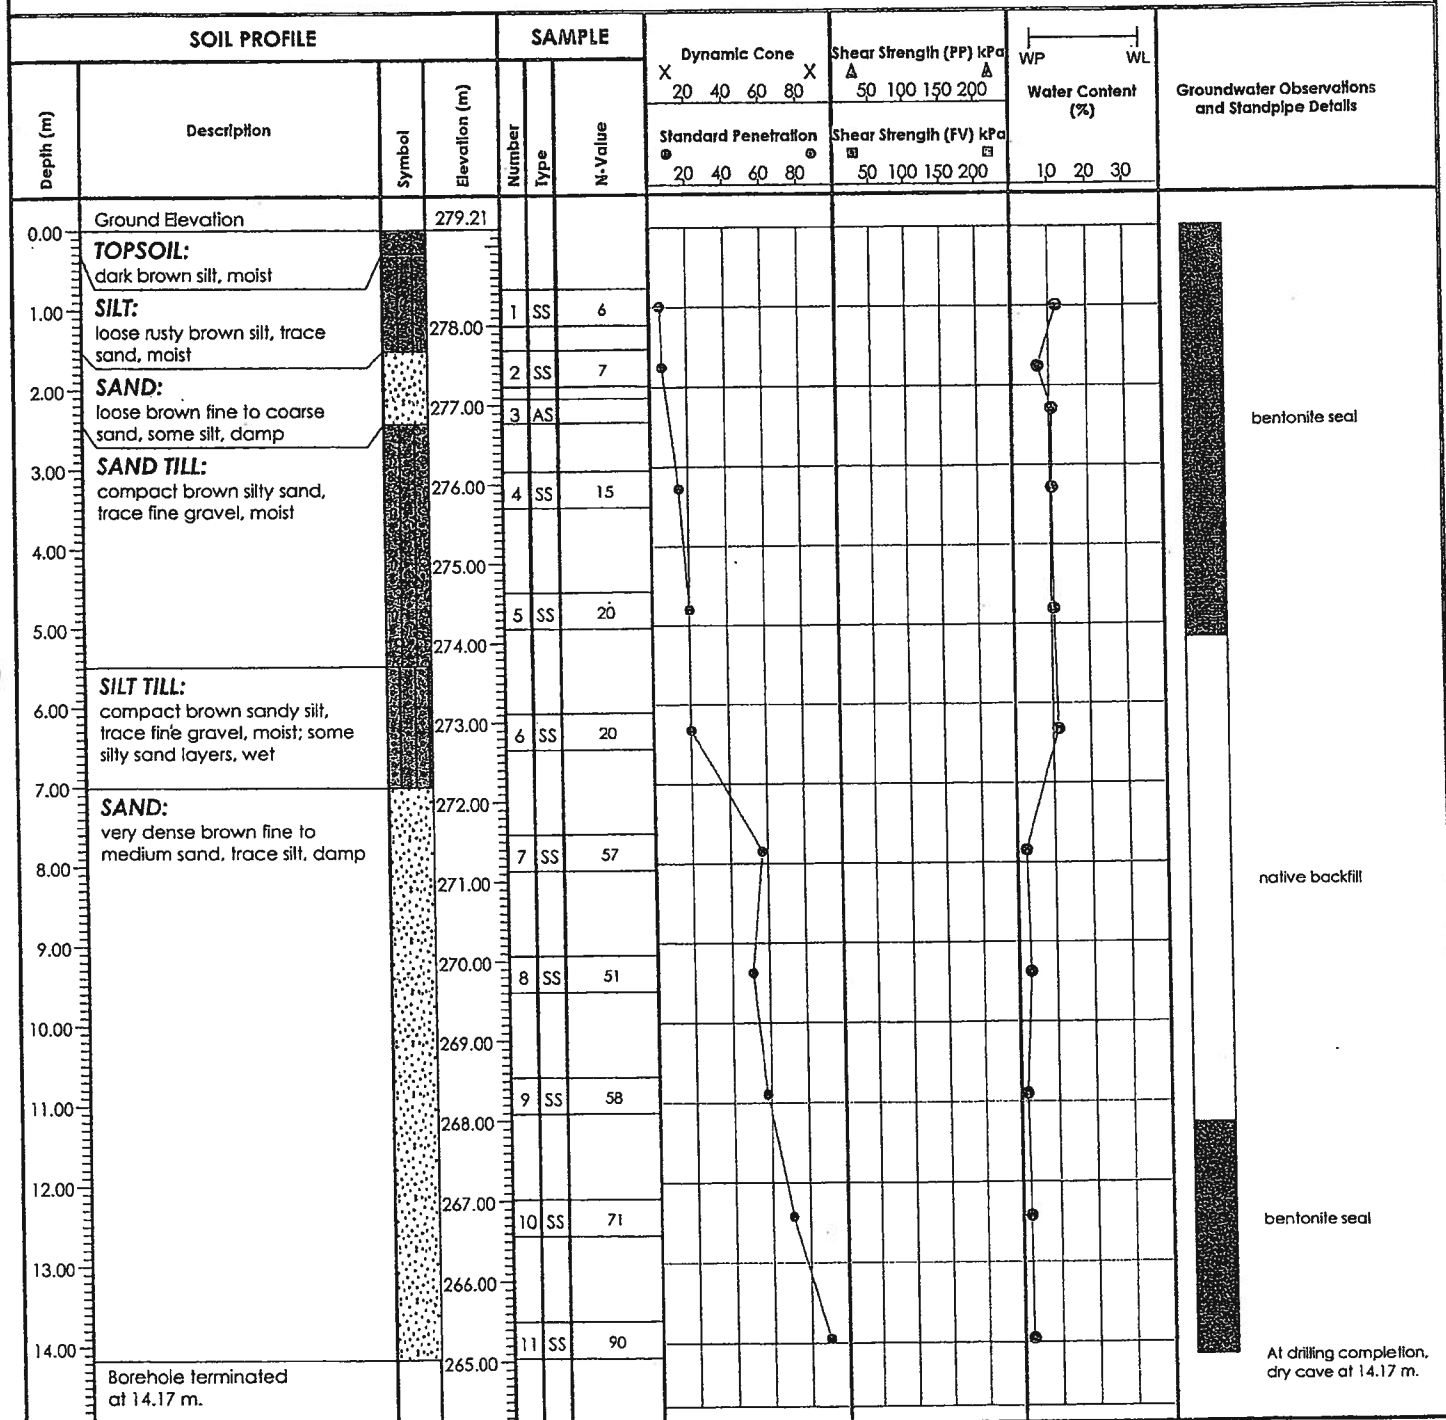 SOIL PROFILE
SAMPLE
Depth (m)
Description
Symbol
Elevation (m)
Number
Type
N-Value
Dynamic Cone
X X
20 40 60 80
Standard Penetration
20 40 60 80
Shear Strength (PP) kPa
50 100 150 200
Shear Strength (FV) kPa
50 100 150 200
WP WL
Water Content
(%)
10 20 30
Groundwater Observations
and Standpipe Details
Ground Elevation 279.21
0.00
TOPSOIL:
dark brown silt, moist
1.00
SILT:
loose rusty brown silt, trace
sand, moist
278.00
1 SS 6
2 SS 7
2.00
SAND:
loose brown fine to coarse
sand, some silt, damp
277.00
3 AS
bentonite seal
3.00
SAND TILL:
compact brown silty sand,
trace fine gravel, moist
276.00
4 SS 15
4.00
275.00
5 SS 20
5.00
274.00
SILT TILL:
compact brown sandy silt,
trace fine gravel, moist; some
silty sand layers, wet
6.00
273.00
6 SS 20
7.00
272.00
SAND:
very dense brown fine to
medium sand, trace silt, damp
7 SS 57
8.00
271.00
native backfill
9.00
270.00
8 SS 51
10.00
269.00
9 SS 58
11.00
268.00
12.00
267.00
10 SS 71
bentonite seal
13.00
266.00
11 SS 90
14.00
265.00
Borehole terminated
at 14.17 m.
At drilling completion,
dry cave at 14.17 m.